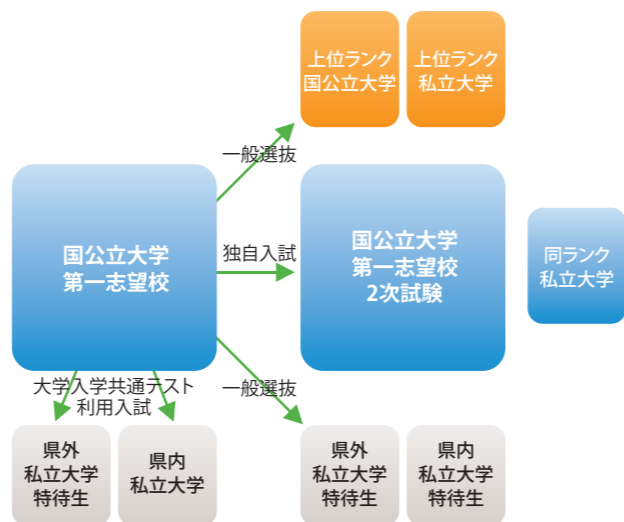 上位ランク
国公立大学
上位ランク
私立大学
一般選抜
国公立大学
第一志望校
独自入試
国公立大学
第一志望校
2次試験
同ランク
私立大学
大学入学共通テスト
利用入試
一般選抜
県外
私立大学
特待生
県内
私立大学
県外
私立大学
特待生
県内
私立大学
特待生